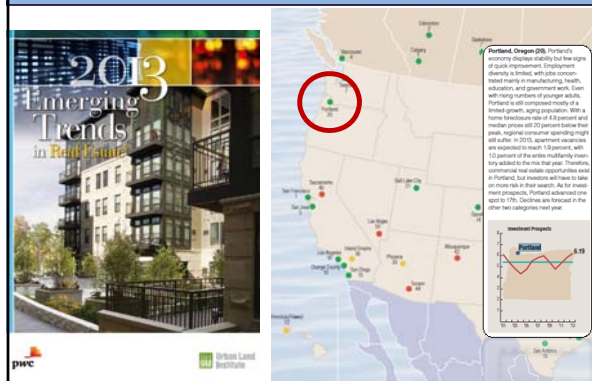 2013
Emerging
Trends
in Real Estate®
pwc
Urban Land
Institute
Edmonton
Vancouver
Calgary
Saskatoon
Portland
20
Sacramento
Salt Lake City
San Francisco
San Jose
Las Vegas
Los Angeles
Inland Empire
Orange County
San Diego
Phoenix
Albuquerque
Tucson
Honolulu/Hawaii
San Antonio
Portland, Oregon (20). Portland's
economy displays stability but few signs
of quick improvement. Employment
diversity is limited, with jobs concen-
trated mainly in manufacturing, health,
education, and government work. Even
with rising numbers of younger adults,
Portland is still composed mostly of a
limited-growth, aging population. With a
home foreclosure rate of 4.8 percent and
median prices still 20 percent below their
peak, regional consumer spending might
still suffer. In 2013, apartment vacancies
are expected to reach 1.9 percent, with
1.0 percent of the entire multifamily inven-
tory added to the mix that year. Therefore,
commercial real estate opportunities exist
in Portland, but investors will have to take
on more risk in their search. As for invest-
ment prospects, Portland advanced one
spot to 17th. Declines are forecast in the
other two categories next year.
Investment Prospects
Portland
6.19